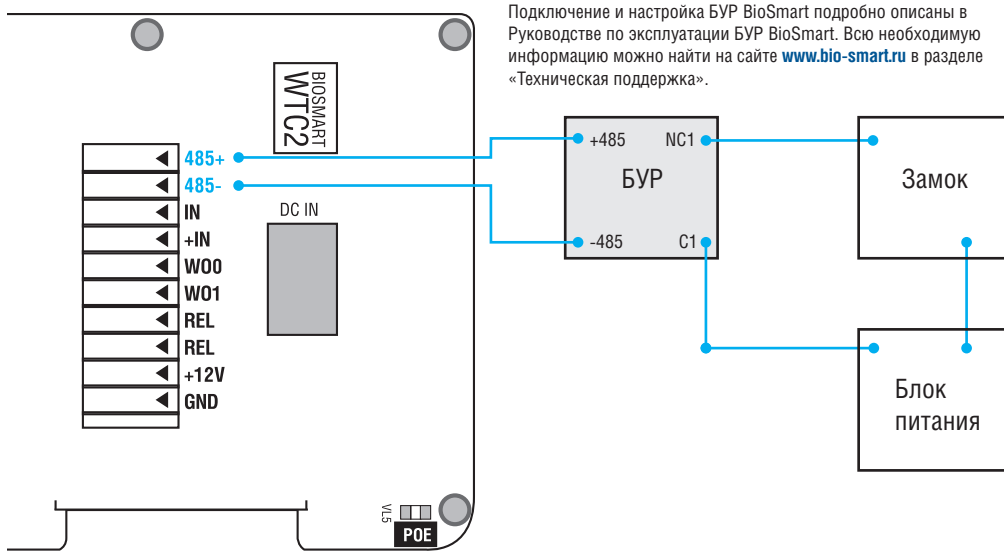 Подключение и настройка БУР BioSmart подробно описаны в
Руководстве по эксплуатации БУР BioSmart. Всю необходимую
информацию можно найти на сайте www.bio-smart.ru в разделе
«Техническая поддержка».
BIOSMART
WTC2
485+
485-
IN
+IN
WO0
WO1
REL
REL
+12V
GND
DC IN
VL5
POE
+485
NC1
БУР
-485
C1
Замок
Блок
питания